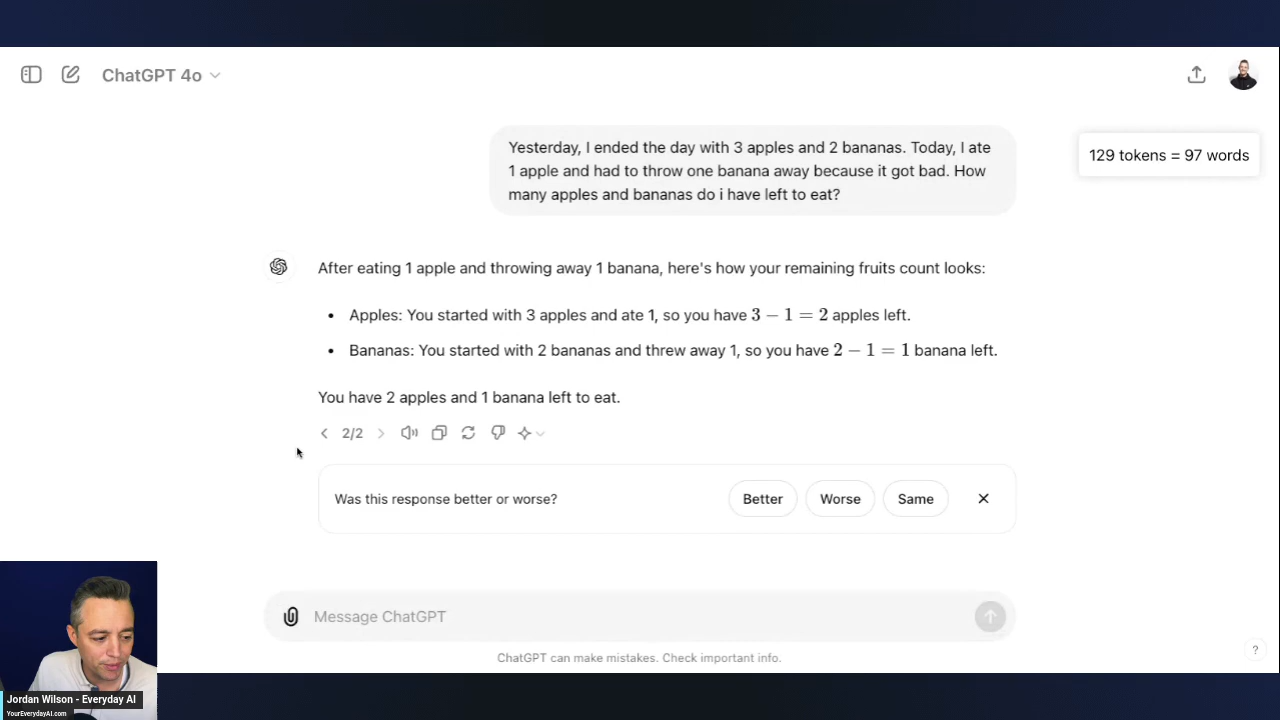 ChatGPT 4o
Yesterday, I ended the day with 3 apples and 2 bananas. Today, I ate
1 apple and had to throw one banana away because it got bad. How
many apples and bananas do i have left to eat?
129 tokens = 97 words
After eating 1 apple and throwing away 1 banana, here's how your remaining fruits count looks:
• Apples: You started with 3 apples and ate 1, so you have 3 − 1 = 2 apples left.
• Bananas: You started with 2 bananas and threw away 1, so you have 2 − 1 = 1 banana left.
You have 2 apples and 1 banana left to eat.
2/2
Was this response better or worse?
Better
Worse
Same
Message ChatGPT
ChatGPT can make mistakes. Check important info.
?
Jordan Wilson - Everyday AI
YourEverydayAI.com